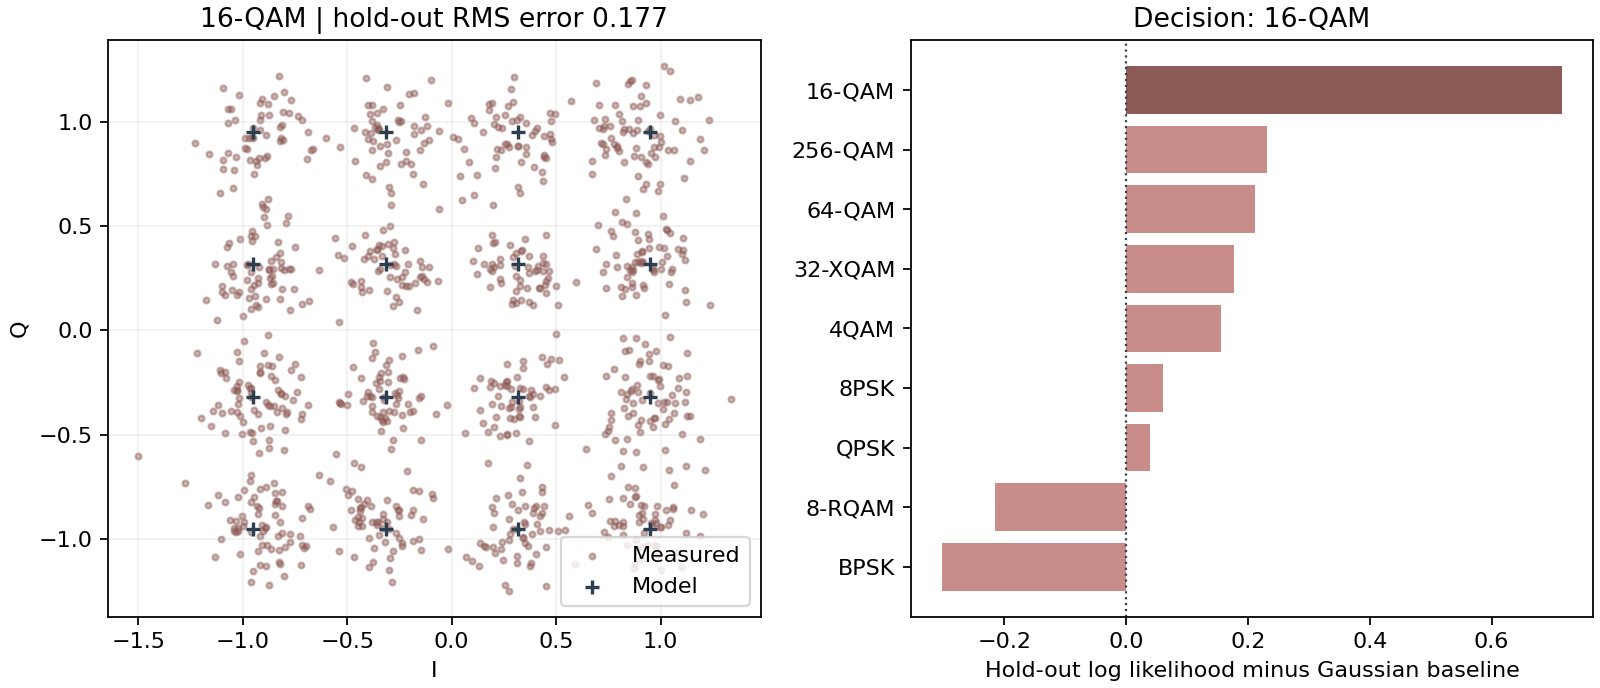 16-QAM | hold-out RMS error 0.177
1.0
0.5
0.0
−0.5
−1.0
Q
−1.5
−1.0
−0.5
0.0
0.5
1.0
I
Measured
Model
Decision: 16-QAM
16-QAM
256-QAM
64-QAM
32-XQAM
4QAM
8PSK
QPSK
8-RQAM
BPSK
−0.2
0.0
0.2
0.4
0.6
Hold-out log likelihood minus Gaussian baseline